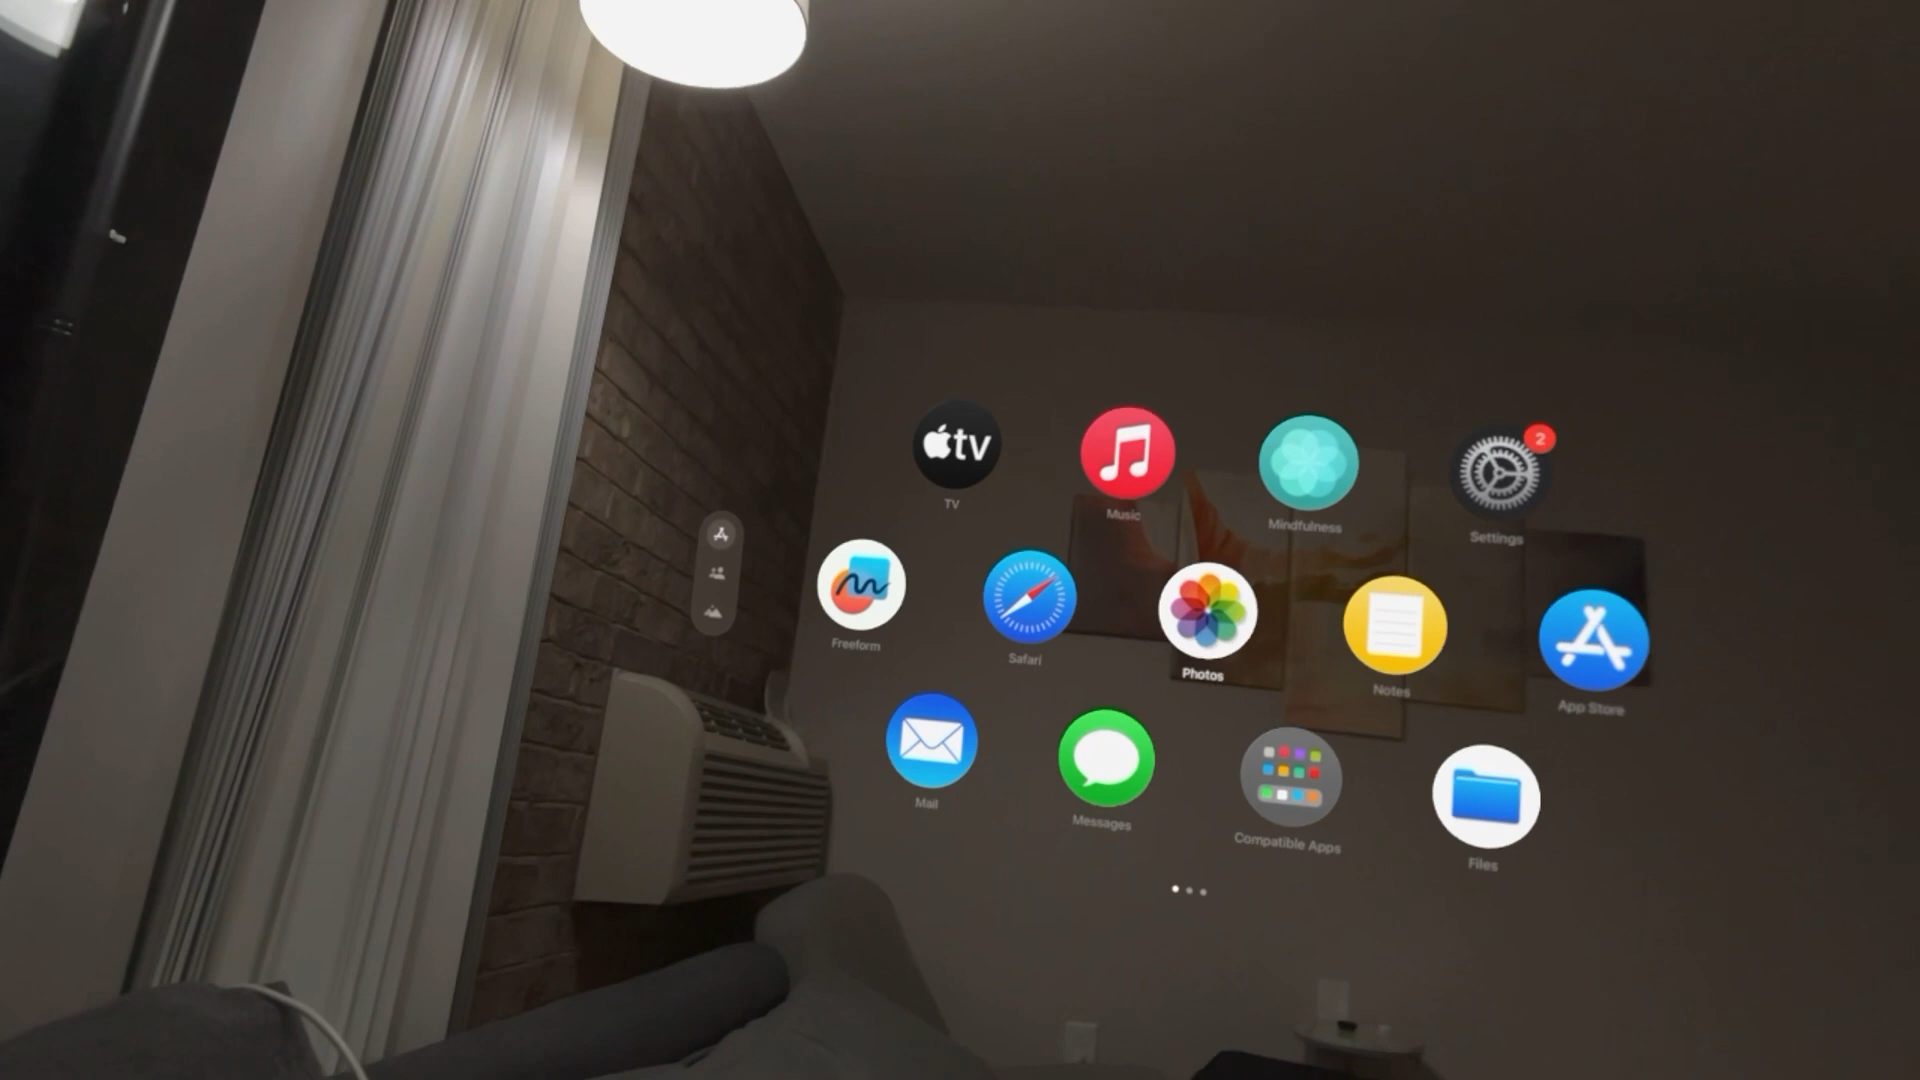 tv
TV
Music
Mindfulness
2
Settings
Freeform
Safari
Photos
Notes
App Store
Mail
Messages
Compatible Apps
Files